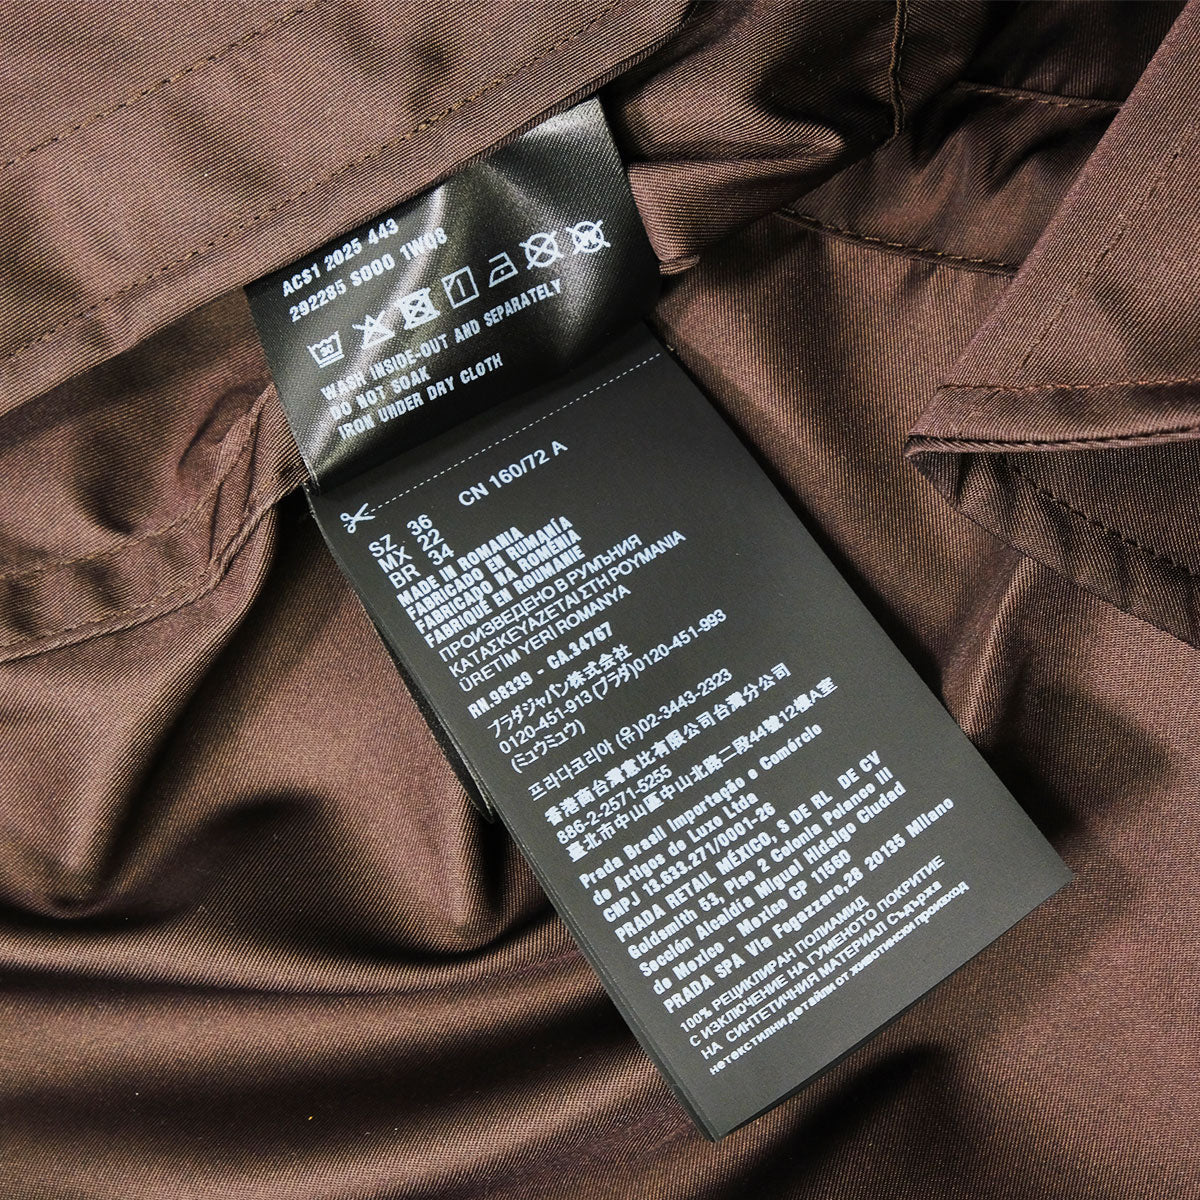 ACS1 2025 443
292285 S000 1W08
30
WASH INSIDE-OUT AND SEPARATELY
DO NOT SOAK
IRON UNDER DRY CLOTH
CN 160/72 A
SZ 36
MX 22
BR 34
MADE IN ROMANIA
FABRICADO EN RUMANÍA
FABRICADO NA ROMÉNIA
FABRIQUÉ EN ROUMANIE
ПРОИЗВЕДЕНО В РУМЪНИЯ
ΚΑΤΑΣΚΕΥΑΖΕΤΑΙ ΣΤΗ ΡΟΥΜΑΝΙΑ
ÜRETIM YERİ ROMANYA
RN.98339 - CA.34767
プラダジャパン株式会社
0120-451-913 (プラダ)0120-451-993
(ミュウミュウ)
프라다코리아 (유)02-3443-2323
香港商台灣意比有限公司台灣分公司
886-2-2571-5255
臺北市中山區中山北路二段44號12樓A室
Prada Brasil Importação e Comércio
de Artigos de Luxo Ltda
CNPJ 13.633.271/0001-26
PRADA RETAIL MÉXICO, S DE RL DE CV
Goldsmith 53, Piso 2 Colonia Polanco III
Sección Alcaldía Miguel Hidalgo Ciudad
de Mexico - Mexico CP 11560
PRADA SPA Via Fogazzaro,28 20135 Milano
100% РЕЦИКЛИРАН ПОЛИАМИД
С ИЗКЛЮЧЕНИЕ НА ГУМЕНОТО ПОКРИТИЕ
НА СИНТЕТИЧНИЯ МАТЕРИАЛ Съдържа
нетекстилни детайли от животински произход